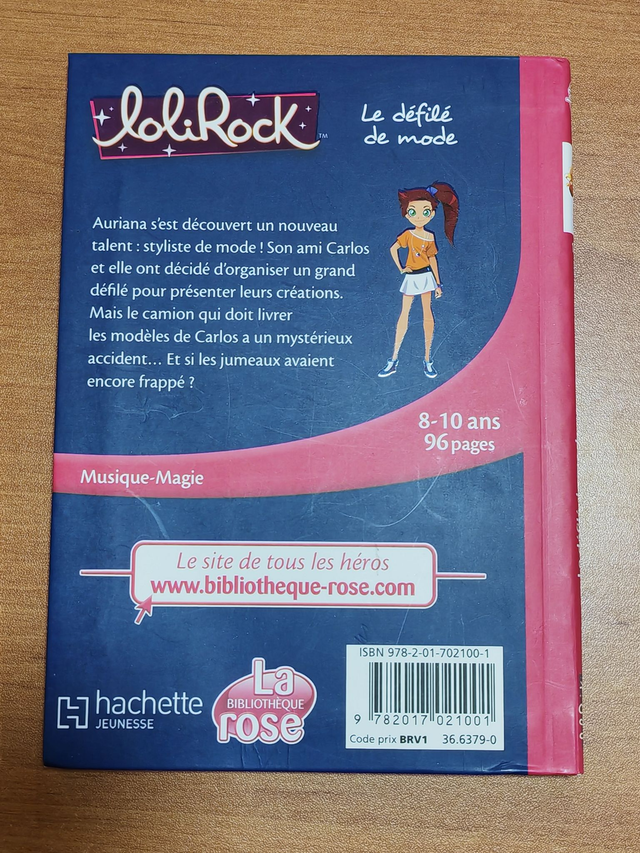 loliRock™
Le défilé
de mode
Auriana s'est découvert un nouveau
talent : styliste de mode ! Son ami Carlos
et elle ont décidé d'organiser un grand
défilé pour présenter leurs créations.
Mais le camion qui doit livrer
les modèles de Carlos a un mystérieux
accident... Et si les jumeaux avaient
encore frappé ?
8-10 ans
96 pages
Musique-Magie
Le site de tous les héros
www.bibliotheque-rose.com
hachette
JEUNESSE
La
BIBLIOTHÈQUE
rose
ISBN 978-2-01-702100-1
9 782017 021001
Code prix BRV1 36.6379-0